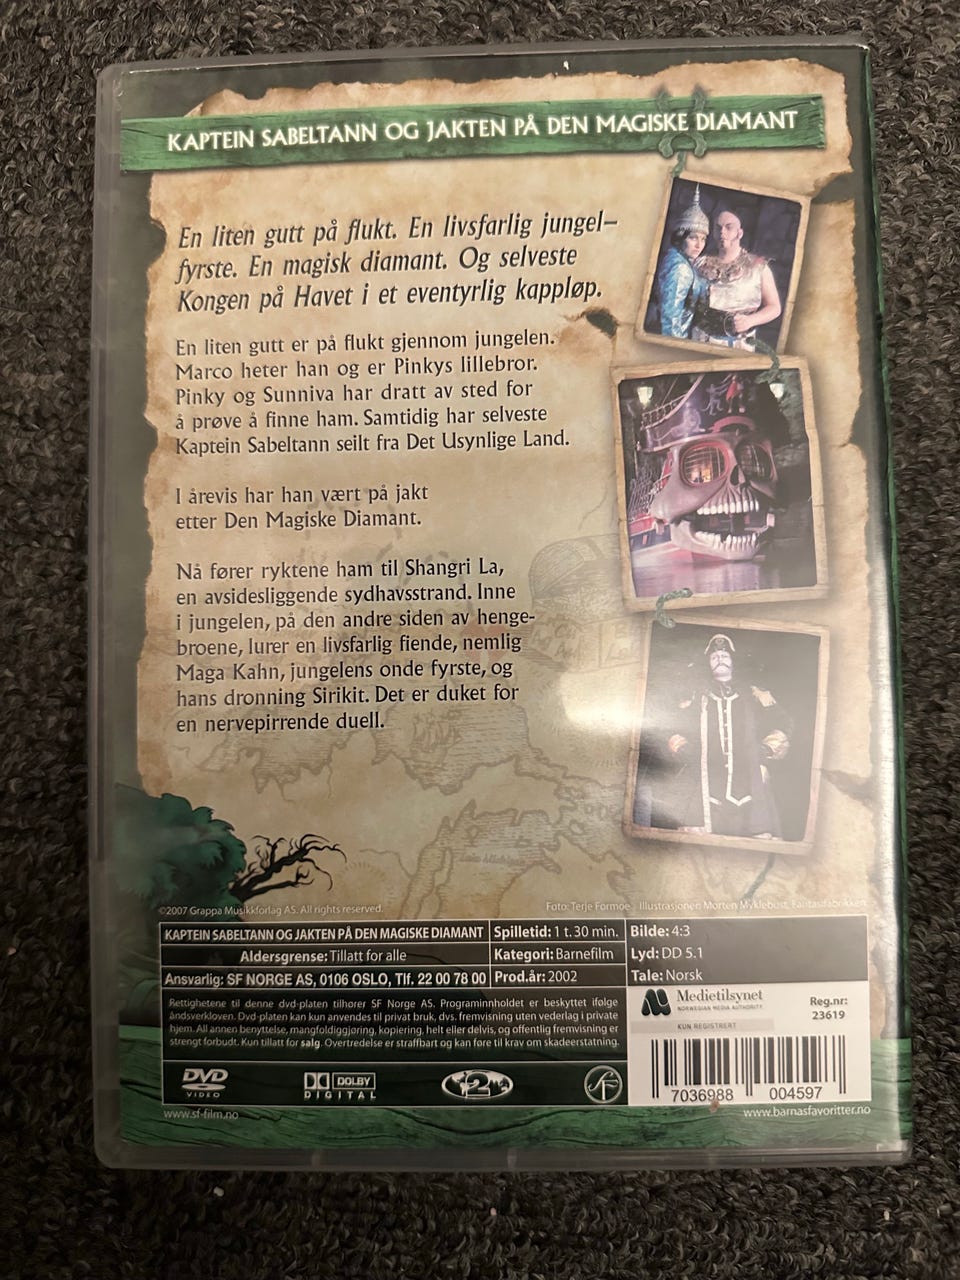 KAPTEIN SABELTANN OG JAKTEN PÅ DEN MAGISKE DIAMANT
En liten gutt på flukt. En livsfarlig jungel–
fyrste. En magisk diamant. Og selveste
Kongen på Havet i et eventyrlig kappløp.
En liten gutt er på flukt gjennom jungelen.
Marco heter han og er Pinkys lillebror.
Pinky og Sunniva har dratt av sted for
å prøve å finne ham. Samtidig har selveste
Kaptein Sabeltann seilt fra Det Usynlige Land.
I årevis har han vært på jakt
etter Den Magiske Diamant.
Nå fører ryktene ham til Shangri La,
en avsidesliggende sydhavsstrand. Inne
i jungelen, på den andre siden av henge-
broene, lurer en livsfarlig fiende, nemlig
Maga Kahn, jungelens onde fyrste, og
hans dronning Sirikit. Det er duket for
en nervepirrende duell.
©2007 Grappa Musikkforlag AS. All rights reserved.
Foto: Terje Formoe - Illustrasjoner: Morten Myklebust, Fantasifabrikken
KAPTEIN SABELTANN OG JAKTEN PÅ DEN MAGISKE DIAMANT
Aldersgrense: Tillatt for alle
Ansvarlig: SF NORGE AS, 0106 OSLO, Tlf. 22 00 78 00
Spilletid: 1 t. 30 min.
Kategori: Barnefilm
Prod.år: 2002
Bilde: 4:3
Lyd: DD 5.1
Tale: Norsk
Rettighetene til denne dvd-platen tilhører SF Norge AS. Programinnholdet er beskyttet ifølge
åndsverkloven. Dvd-platen kan kun anvendes til privat bruk, dvs. fremvisning uten vederlag i private
hjem. All annen benyttelse, mangfoldiggjøring, kopiering, helt eller delvis, og offentlig fremvisning er
strengt forbudt. Kun tillatt for salg. Overtredelse er straffbart og kan føre til krav om skadeerstatning.
Medietilsynet
NORWEGIAN MEDIA AUTHORITY
KUN REGISTRERT
Reg.nr:
23619
DVD
VIDEO
DOLBY
DIGITAL
2
SF
7036988 004597
www.sf-film.no
www.barnasfavoritter.no